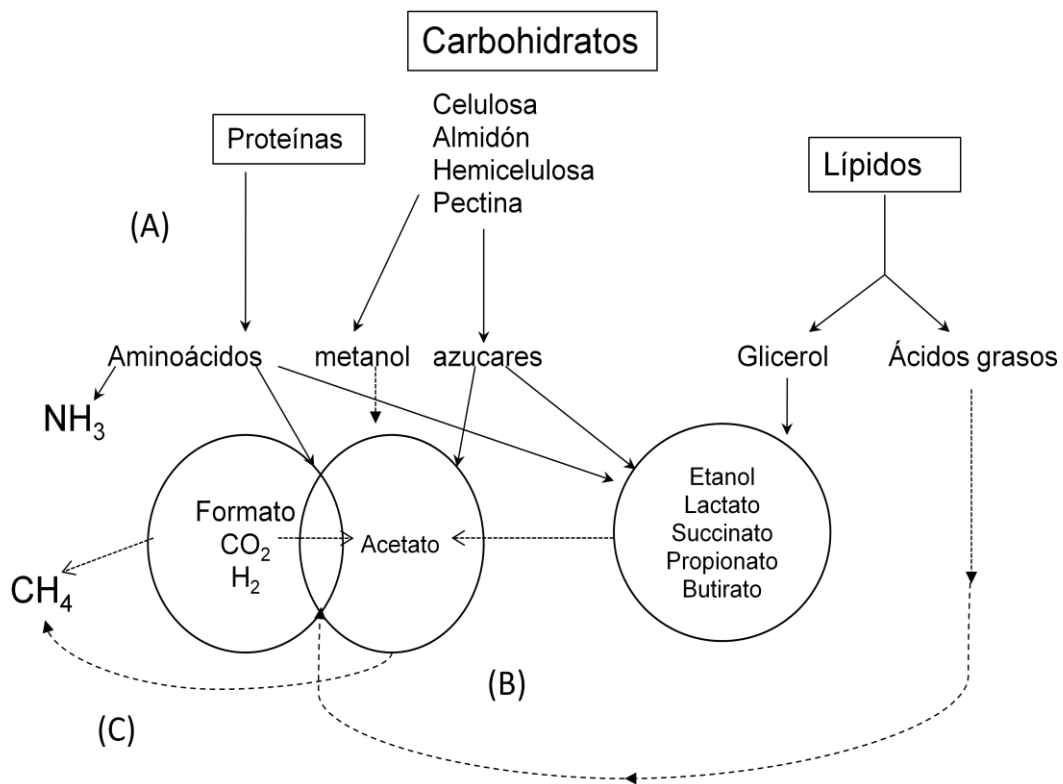 Carbohidratos
Celulosa
Almidón
Hemicelulosa
Pectina
Proteínas
Lípidos
(A)
Aminoácidos
metanol
azucares
Glicerol
Ácidos grasos
NH3
Formato
CO2
H2
Acetato
Etanol
Lactato
Succinato
Propionato
Butirato
CH4
(B)
(C)